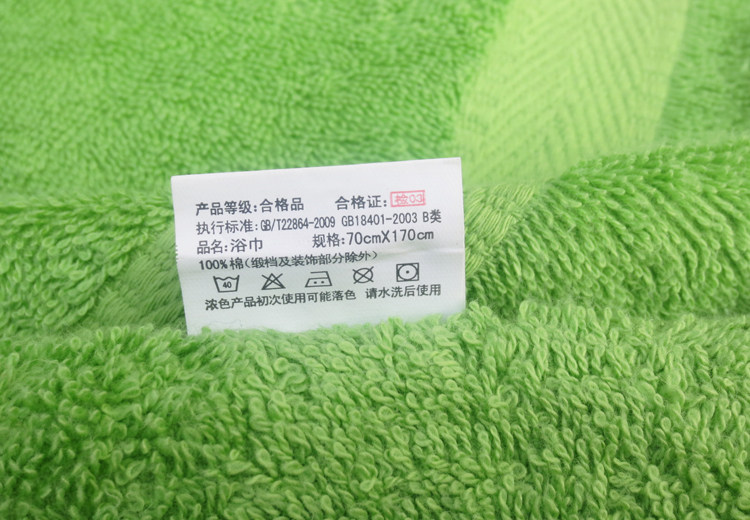 产品等级:合格品 合格证:检03
执行标准:GB/T22864-2009 GB18401-2003 B类
品名:浴巾 规格:70cmX170cm
100%棉(缎档及装饰部分除外)
40
浓色产品初次使用可能落色 请水洗后使用